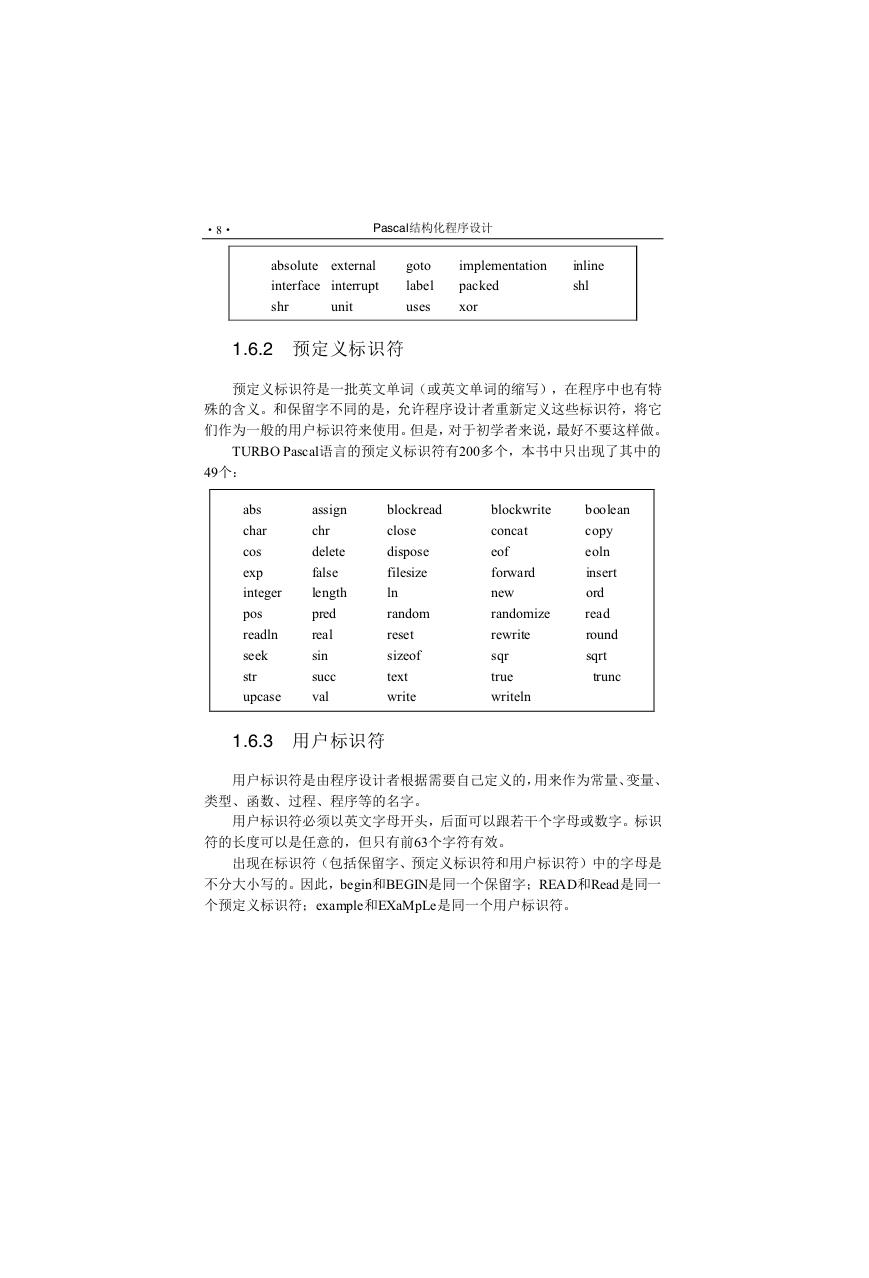 ·8· Pascal结构化程序设计
absolute external goto implementation inline
interface interrupt label packed shl
shr unit uses xor
1.6.2 预定义标识符
预定义标识符是一批英文单词（或英文单词的缩写），在程序中也有特
殊的含义。和保留字不同的是，允许程序设计者重新定义这些标识符，将它
们作为一般的用户标识符来使用。但是，对于初学者来说，最好不要这样做。
TURBO Pascal语言的预定义标识符有200多个，本书中只出现了其中的
49个：
abs assign blockread blockwrite boolean
char chr close concat copy
cos delete dispose eof eoln
exp false filesize forward insert
integer length ln new ord
pos pred random randomize read
readln real reset rewrite round
seek sin sizeof sqr sqrt
str succ text true trunc
upcase val write writeln
1.6.3 用户标识符
用户标识符是由程序设计者根据需要自己定义的，用来作为常量、变量、
类型、函数、过程、程序等的名字。
用户标识符必须以英文字母开头，后面可以跟若干个字母或数字。标识
符的长度可以是任意的，但只有前63个字符有效。
出现在标识符（包括保留字、预定义标识符和用户标识符）中的字母是
不分大小写的。因此，begin和BEGIN是同一个保留字；READ和Read是同一
个预定义标识符；example和EXaMpLe是同一个用户标识符。